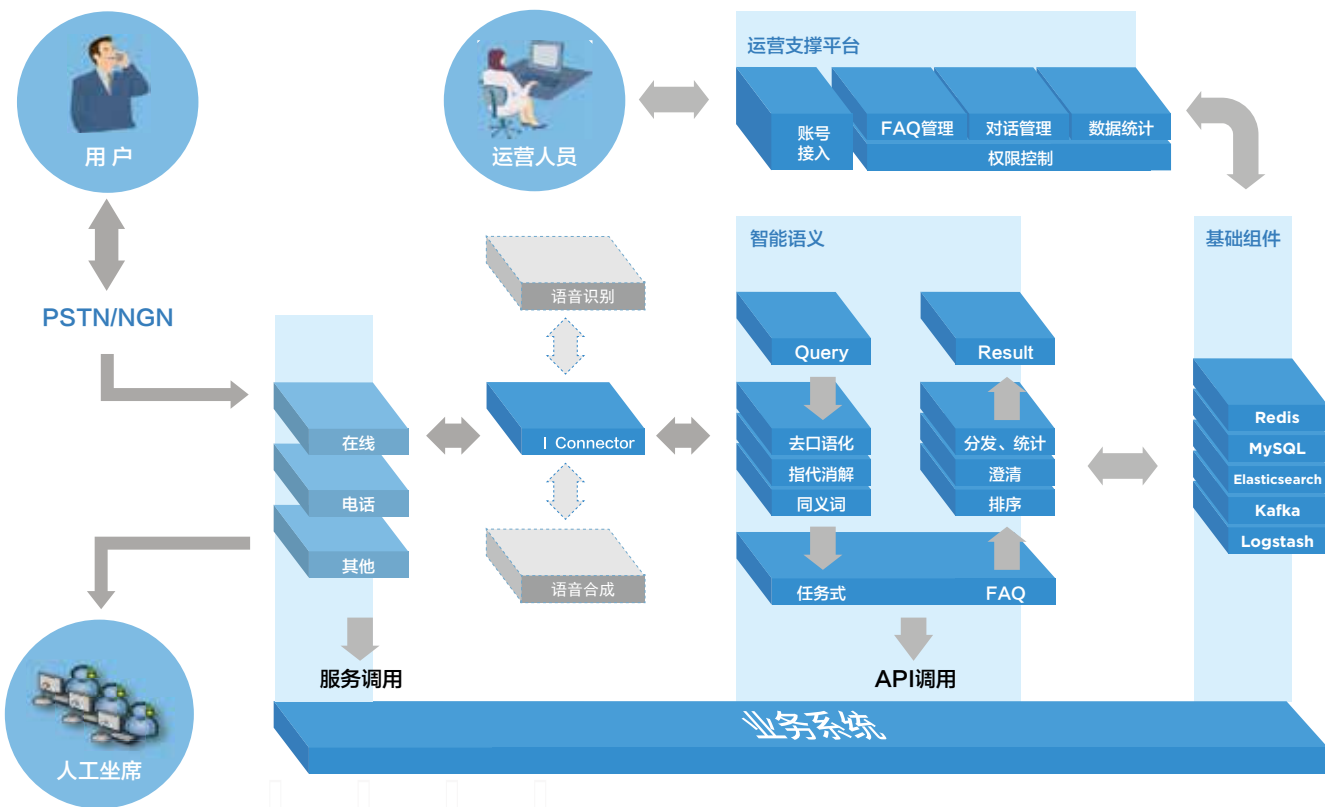 运营支撑平台
账号
接入
FAQ管理
对话管理
数据统计
权限控制
用 户
运营人员
PSTN/NGN
智能语义
基础组件
语音识别
Query
Result
在线
电话
其他
I Connector
去口语化
指代消解
同义词
分发、统计
澄清
排序
Redis
MySQL
Elasticsearch
Kafka
Logstash
语音合成
任务式
FAQ
服务调用
API调用
业务系统
人工坐席